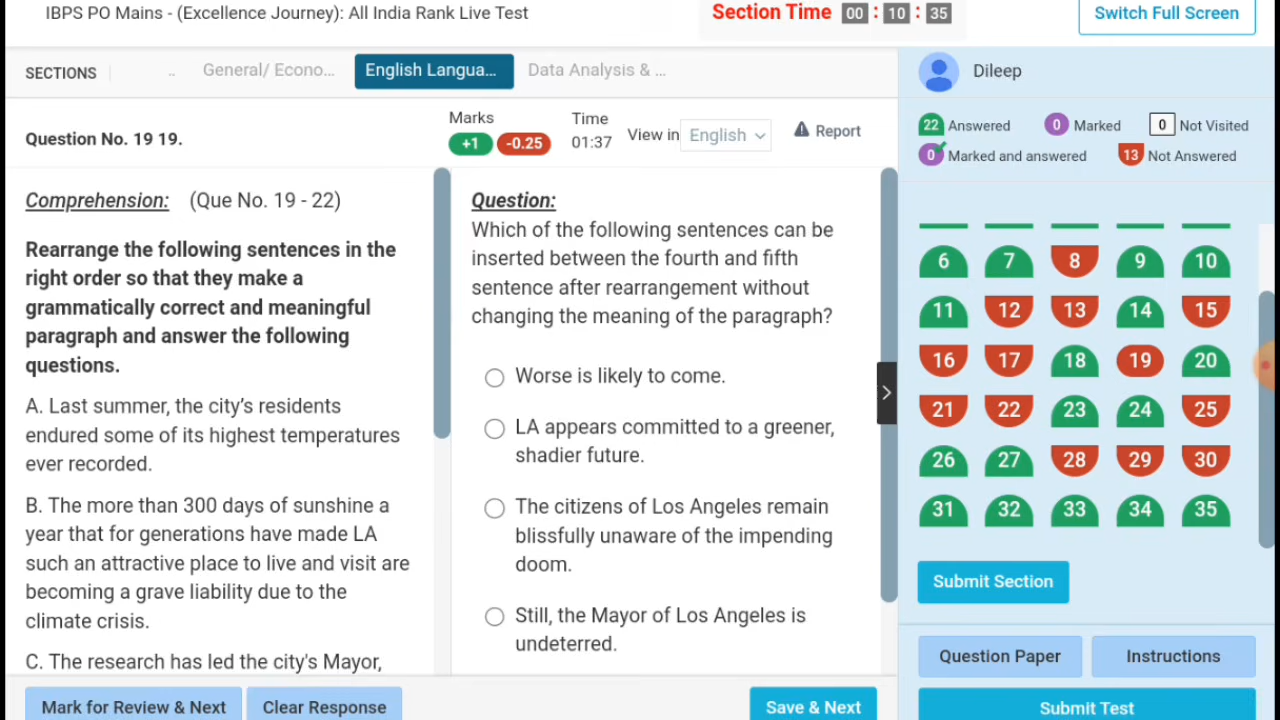 IBPS PO Mains - (Excellence Journey): All India Rank Live Test
Section Time 00 : 10 : 35
Switch Full Screen
SECTIONS
..
General/ Econo...
English Langua...
Data Analysis & ...
Dileep
Question No. 19 19.
Marks
+1 -0.25
Time
01:37
View in English
Report
22 Answered
0 Marked
0 Not Visited
0 Marked and answered
13 Not Answered
Comprehension: (Que No. 19 - 22)
Rearrange the following sentences in the
right order so that they make a
grammatically correct and meaningful
paragraph and answer the following
questions.
A. Last summer, the city’s residents
endured some of its highest temperatures
ever recorded.
B. The more than 300 days of sunshine a
year that for generations have made LA
such an attractive place to live and visit are
becoming a grave liability due to the
climate crisis.
C. The research has led the city's Mayor,
Question:
Which of the following sentences can be
inserted between the fourth and fifth
sentence after rearrangement without
changing the meaning of the paragraph?
Worse is likely to come.
LA appears committed to a greener,
shadier future.
The citizens of Los Angeles remain
blissfully unaware of the impending
doom.
Still, the Mayor of Los Angeles is
undeterred.
>
6 7 8 9 10
11 12 13 14 15
16 17 18 19 20
21 22 23 24 25
26 27 28 29 30
31 32 33 34 35
Submit Section
Question Paper
Instructions
Mark for Review & Next
Clear Response
Save & Next
Submit Test